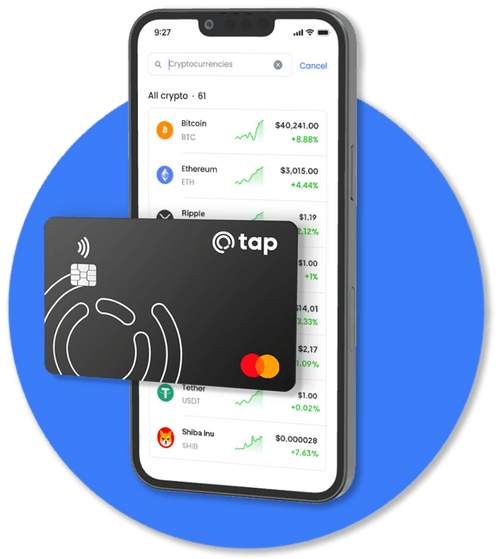 9:27
Cryptocurrencies
Cancel
All crypto · 61
Bitcoin
$40,241.00
BTC
+8.88%
Ethereum
$3,015.00
ETH
+4.44%
Ripple
$1,19
2,12%
tap
$1.00
+1%
$14,01
3.33%
$2,17
1.09%
Tether
$1.00
USDT
+0.02%
Shiba Inu
$0.000028
SHIB
+7.63%